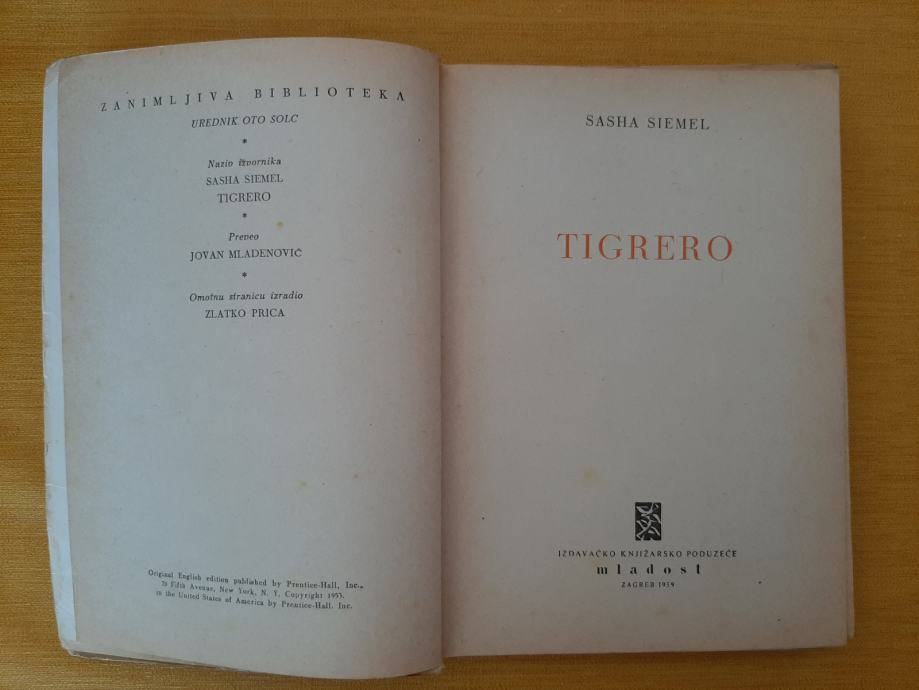 ZANIMLJIVA BIBLIOTEKA
UREDNIK OTO ŠOLC
*
Naziv izvornika
SASHA SIEMEL
TIGRERO
*
Preveo
JOVAN MLADENOVIĆ
*
Omotnu stranicu izradio
ZLATKO PRICA
Original English edition published by Prentice-Hall, Inc.,
70 Fifth Avenue, New York, N. Y. Copyright 1953,
in the United States of America by Prentice-Hall. Inc.
SASHA SIEMEL
TIGRERO
IZDAVAČKO KNJIŽARSKO PODUZEĆE
mladost
ZAGREB 1959